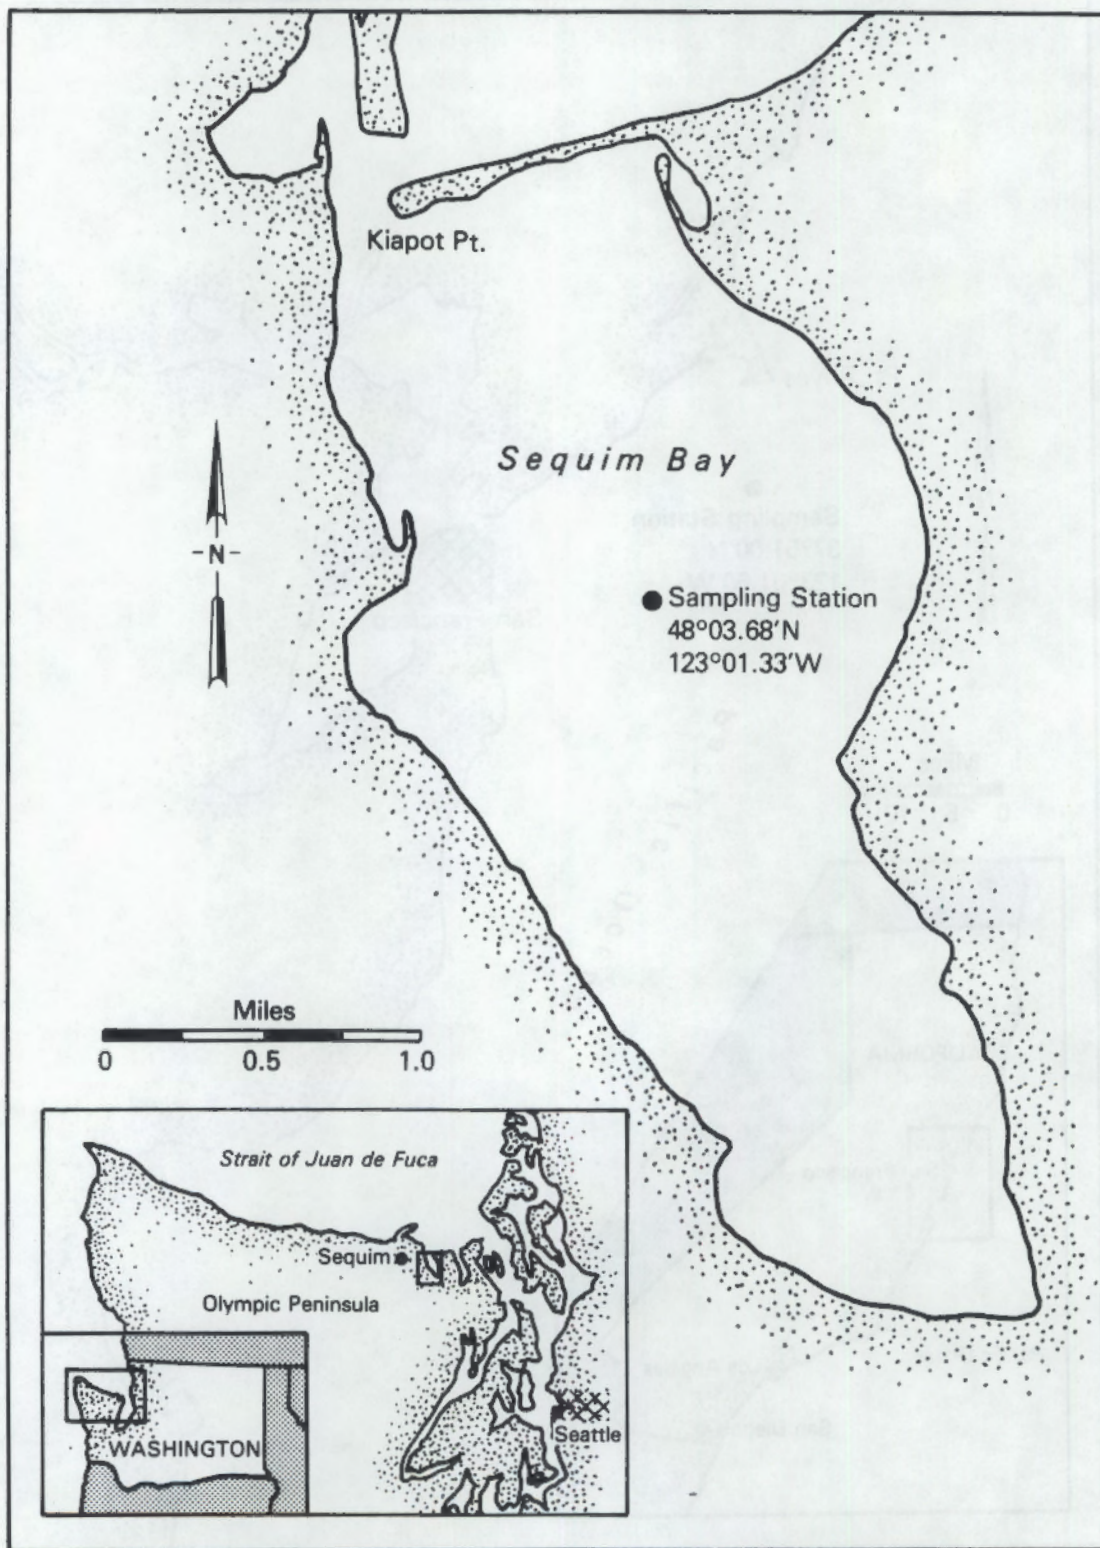 Kiapot Pt.
Sequim Bay
-N-
Sampling Station
48°03.68'N
123°01.33'W
Miles
0 0.5 1.0
Strait of Juan de Fuca
Sequim
Olympic Peninsula
Seattle
WASHINGTON